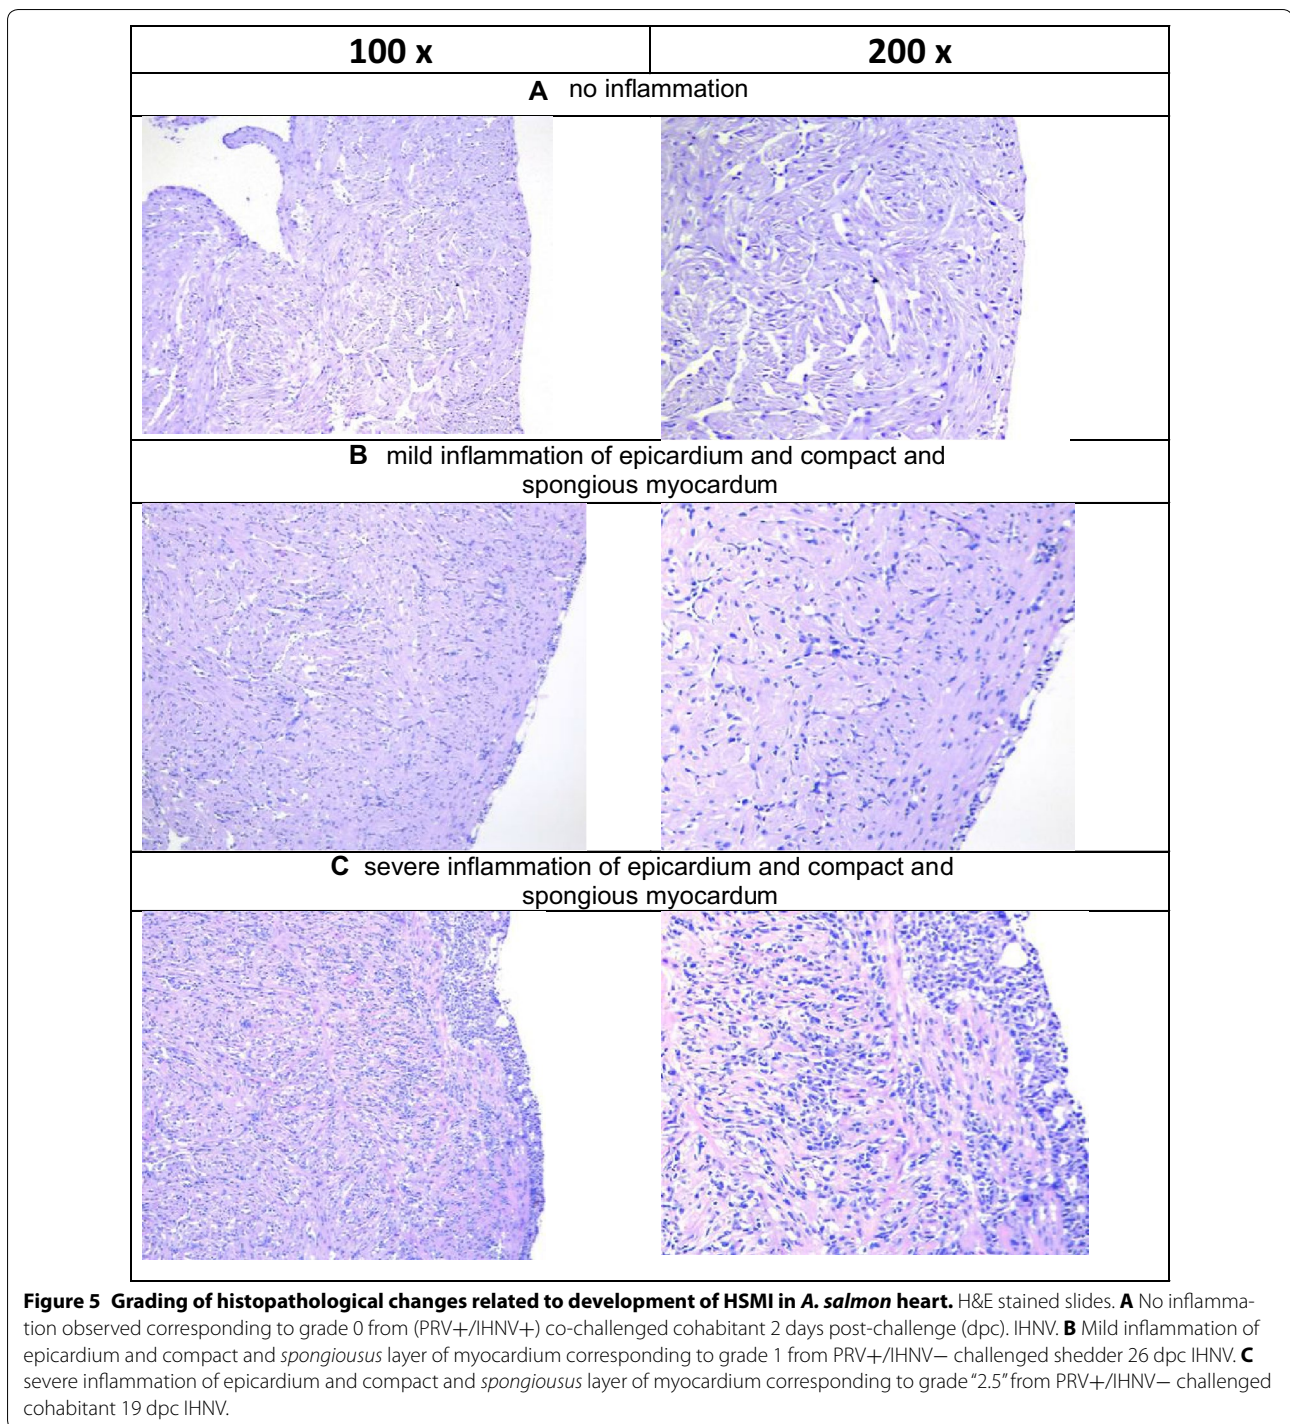 100 x
200 x
A no inflammation
B mild inflammation of epicardium and compact and
spongious myocardum
C severe inflammation of epicardium and compact and
spongious myocardum
Figure 5 Grading of histopathological changes related to development of HSMI in A. salmon heart. H&E stained slides. A No inflamma-
tion observed corresponding to grade 0 from (PRV+/IHNV+) co-challenged cohabitant 2 days post-challenge (dpc). IHNV. B Mild inflammation of
epicardium and compact and spongiousus layer of myocardium corresponding to grade 1 from PRV+/IHNV− challenged shedder 26 dpc IHNV. C
severe inflammation of epicardium and compact and spongiousus layer of myocardium corresponding to grade “2.5” from PRV+/IHNV− challenged
cohabitant 19 dpc IHNV.